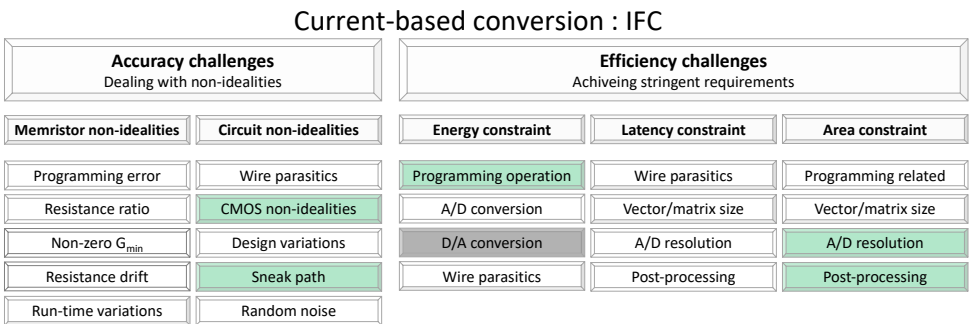 Current-based conversion : IFC
Accuracy challenges
Dealing with non-idealities
Efficiency challenges
Achiveing stringent requirements
Memristor non-idealities
Circuit non-idealities
Energy constraint
Latency constraint
Area constraint
Programming error
Wire parasitics
Programming operation
Wire parasitics
Programming related
Resistance ratio
CMOS non-idealities
A/D conversion
Vector/matrix size
Vector/matrix size
Non-zero Gmin
Design variations
D/A conversion
A/D resolution
A/D resolution
Resistance drift
Sneak path
Wire parasitics
Post-processing
Post-processing
Run-time variations
Random noise